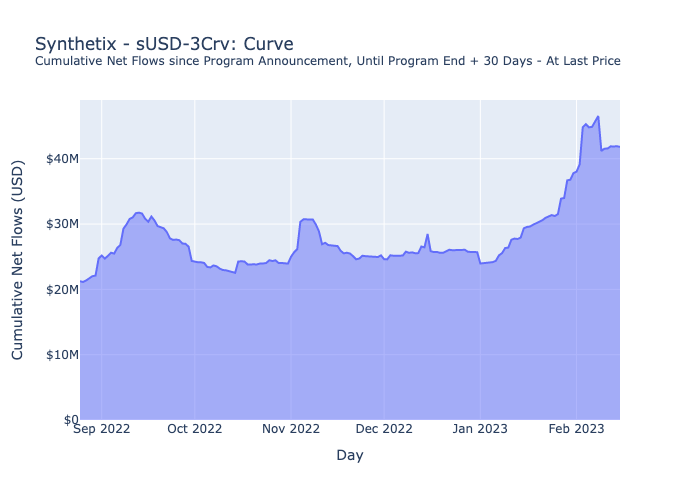 Synthetix - sUSD-3Crv: Curve
Cumulative Net Flows since Program Announcement, Until Program End + 30 Days - At Last Price
Cumulative Net Flows (USD)
$40M
$30M
$20M
$10M
$0
Sep 2022 Oct 2022 Nov 2022 Dec 2022 Jan 2023 Feb 2023
Day